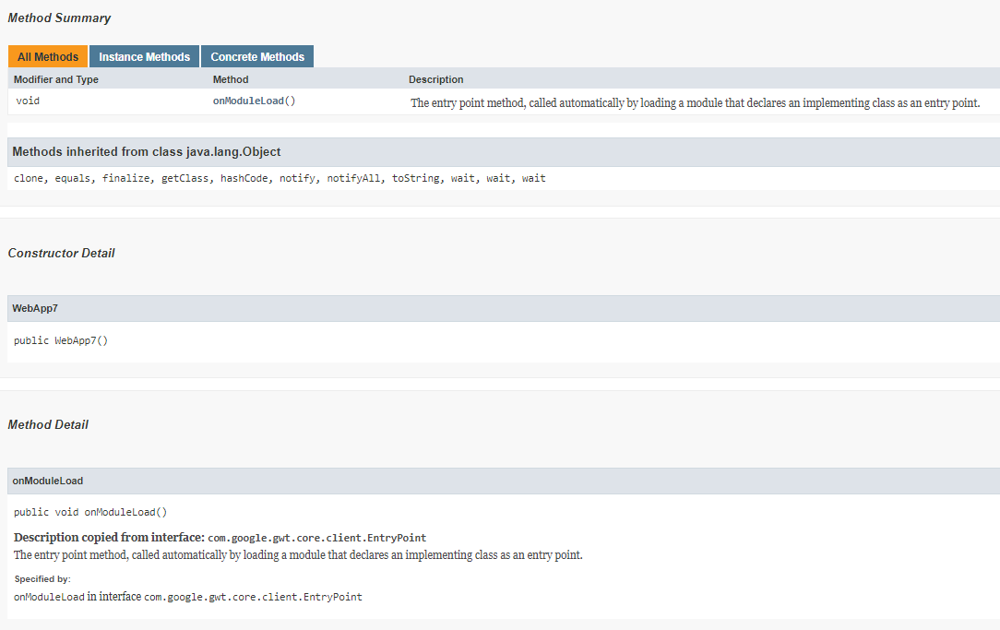 Method Summary
All Methods Instance Methods Concrete Methods
Modifier and Type Method Description
void onModuleLoad() The entry point method, called automatically by loading a module that declares an implementing class as an entry point.
Methods inherited from class java.lang.Object
clone, equals, finalize, getClass, hashCode, notify, notifyAll, toString, wait, wait, wait
Constructor Detail
WebApp7
public WebApp7()
Method Detail
onModuleLoad
public void onModuleLoad()
Description copied from interface: com.google.gwt.core.client.EntryPoint
The entry point method, called automatically by loading a module that declares an implementing class as an entry point.
Specified by:
onModuleLoad in interface com.google.gwt.core.client.EntryPoint